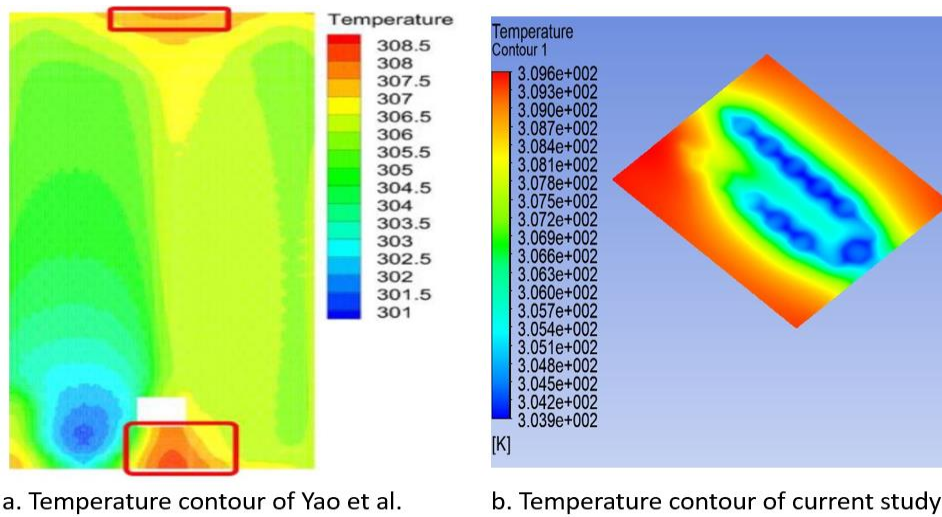 Temperature
308.5
308
307.5
307
306.5
306
305.5
305
304.5
304
303.5
303
302.5
302
301.5
301
Temperature
Contour 1
3.096e+002
3.093e+002
3.090e+002
3.087e+002
3.084e+002
3.081e+002
3.078e+002
3.075e+002
3.072e+002
3.069e+002
3.066e+002
3.063e+002
3.060e+002
3.057e+002
3.054e+002
3.051e+002
3.048e+002
3.045e+002
3.042e+002
3.039e+002
[K]
a. Temperature contour of Yao et al.
b. Temperature contour of current study